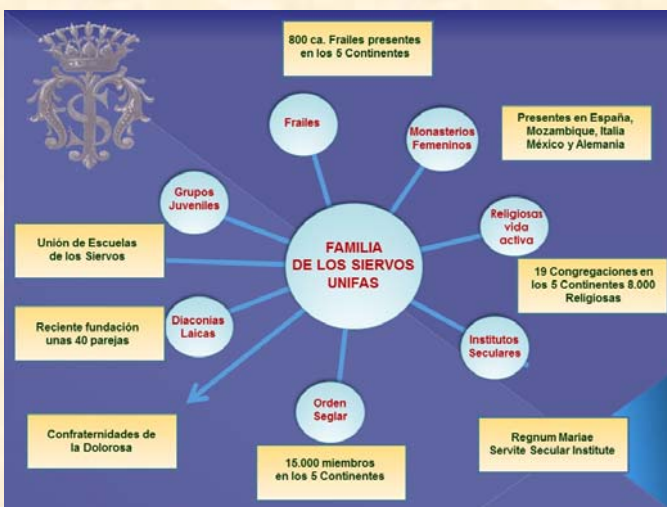 800 ca. Frailes presentes
en los 5 Continentes
Frailes
Monasterios
Femeninos
Presentes en España,
Mozambique, Italia
México y Alemania
Grupos
Juveniles
Religiosas
vida
activa
Unión de Escuelas
de los Siervos
FAMILIA
DE LOS SIERVOS
UNIFAS
19 Congregaciones en
los 5 Continentes 8.000
Religiosas
Reciente fundación
unas 40 parejas
Diaconías
Laicas
Institutos
Seculares
Orden
Seglar
Confraternidades de
la Dolorosa
15.000 miembros
en los 5 Continentes
Regnum Mariae
Servite Secular Institute